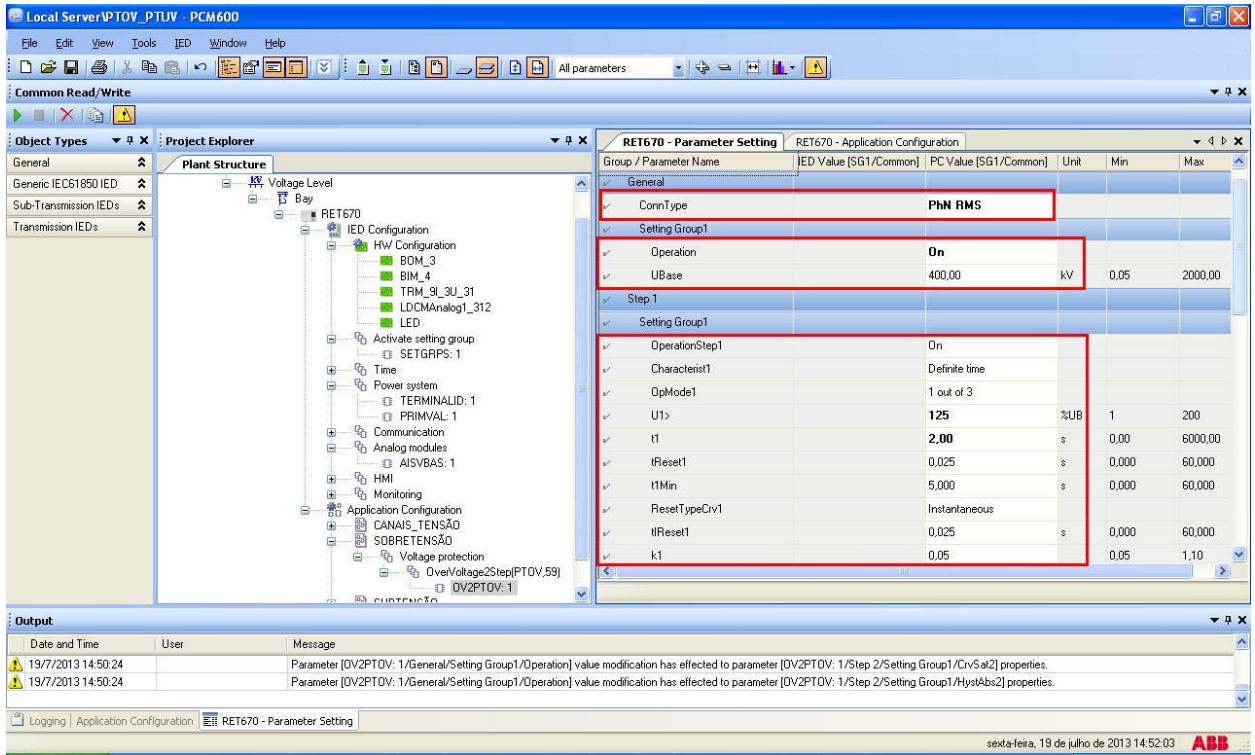 Local Server\PTOV_PTUV - PCM600
File Edit View Tools IED Window Help
All parameters
Common Read/Write
Object Types
General
Generic IEC61850 IED
Sub-Transmission IEDs
Transmission IEDs
Project Explorer
Plant Structure
Voltage Level
Bay
RET670
IED Configuration
HW Configuration
BOM_3
BIM_4
TRM_9I_3U_31
LDCMAnalog1_312
LED
Activate setting group
SETGRPS: 1
Time
Power system
TERMINALID: 1
PRIMVAL: 1
Communication
Analog modules
AISVBAS: 1
HMI
Monitoring
Application Configuration
CANAIS_TENSÃO
SOBRETENSÃO
Voltage protection
OverVoltage2Step(PTOV,59)
OV2PTOV: 1
RET670 - Parameter Setting RET670 - Application Configuration
Group / Parameter Name IED Value [SG1/Common] PC Value [SG1/Common] Unit Min Max
General
ConnType PhN RMS
Setting Group1
Operation On
UBase 400,00 kV 0,05 2000,00
Step 1
Setting Group1
OperationStep1 On
Characterist1 Definite time
OpMode1 1 out of 3
U1> 125 %UB 1 200
t1 2,00 s 0,00 6000,00
tReset1 0,025 s 0,000 60,000
t1Min 5,000 s 0,000 60,000
ResetTypeCrv1 Instantaneous
tIReset1 0,025 s 0,000 60,000
k1 0,05 0,05 1,10
Output
Date and Time User Message
19/7/2013 14:50:24 Parameter [OV2PTOV: 1/General/Setting Group1/Operation] value modification has effected to parameter [OV2PTOV: 1/Step 2/Setting Group1/CrvSat2] properties.
19/7/2013 14:50:24 Parameter [OV2PTOV: 1/General/Setting Group1/Operation] value modification has effected to parameter [OV2PTOV: 1/Step 2/Setting Group1/HystAbs2] properties.
Logging Application Configuration RET670 - Parameter Setting
sexta-feira, 19 de julho de 2013 14:52:03 ABB